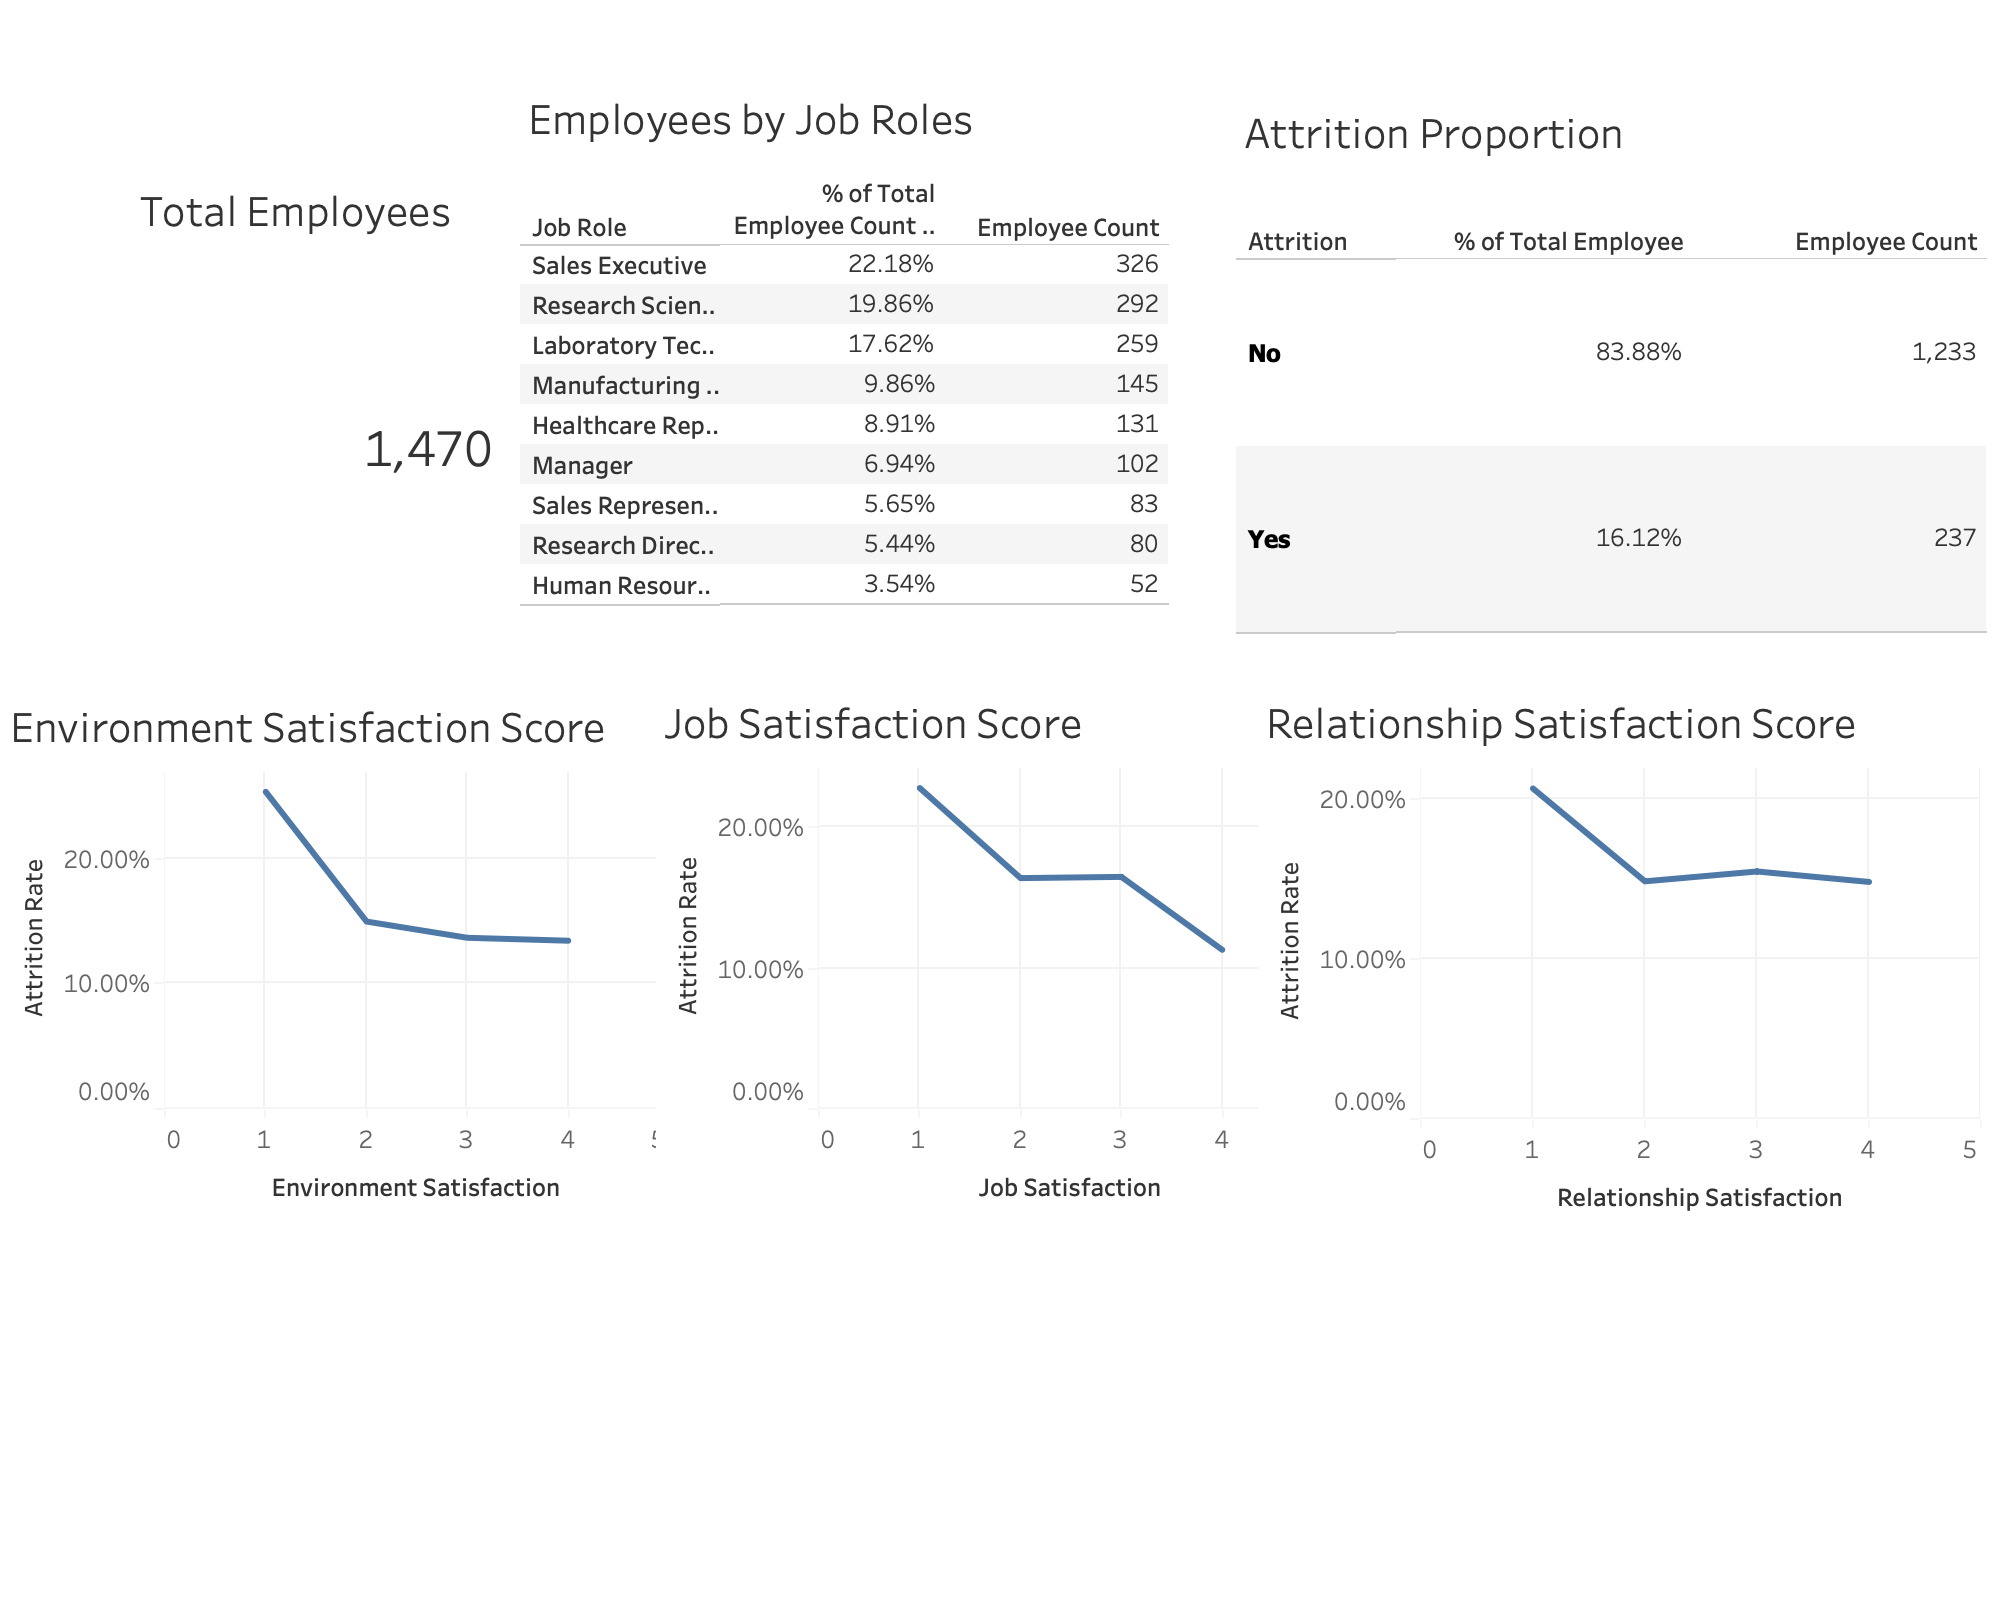 Total Employees
1,470
Employees by Job Roles
Job Role % of Total Employee Count .. Employee Count
Sales Executive 22.18% 326
Research Scien.. 19.86% 292
Laboratory Tec.. 17.62% 259
Manufacturing .. 9.86% 145
Healthcare Rep.. 8.91% 131
Manager 6.94% 102
Sales Represen.. 5.65% 83
Research Direc.. 5.44% 80
Human Resour.. 3.54% 52
Attrition Proportion
Attrition % of Total Employee Employee Count
No 83.88% 1,233
Yes 16.12% 237
Environment Satisfaction Score
Attrition Rate
20.00%
10.00%
0.00%
0 1 2 3 4
Environment Satisfaction
Job Satisfaction Score
Attrition Rate
20.00%
10.00%
0.00%
0 1 2 3 4
Job Satisfaction
Relationship Satisfaction Score
Attrition Rate
20.00%
10.00%
0.00%
0 1 2 3 4 5
Relationship Satisfaction